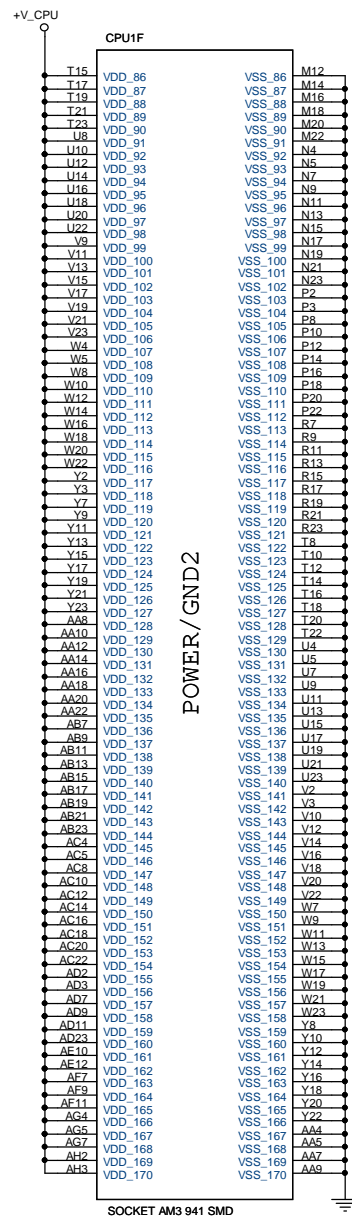 +V_CPU
CPU1F
T15 VDD_86 VSS_86 M12
T17 VDD_87 VSS_87 M14
T19 VDD_88 VSS_88 M16
T21 VDD_89 VSS_89 M18
T23 VDD_90 VSS_90 M20
U8 VDD_91 VSS_91 M22
U10 VDD_92 VSS_92 N4
U12 VDD_93 VSS_93 N5
U14 VDD_94 VSS_94 N7
U16 VDD_95 VSS_95 N9
U18 VDD_96 VSS_96 N11
U20 VDD_97 VSS_97 N13
U22 VDD_98 VSS_98 N15
V9 VDD_99 VSS_99 N17
V11 VDD_100 VSS_100 N19
V13 VDD_101 VSS_101 N21
V15 VDD_102 VSS_102 N23
V17 VDD_103 VSS_103 P2
V19 VDD_104 VSS_104 P3
V21 VDD_105 VSS_105 P8
V23 VDD_106 VSS_106 P10
W4 VDD_107 VSS_107 P12
W5 VDD_108 VSS_108 P14
W8 VDD_109 VSS_109 P16
W10 VDD_110 VSS_110 P18
W12 VDD_111 VSS_111 P20
W14 VDD_112 VSS_112 P22
W16 VDD_113 VSS_113 R7
W18 VDD_114 VSS_114 R9
W20 VDD_115 VSS_115 R11
W22 VDD_116 VSS_116 R13
Y2 VDD_117 VSS_117 R15
Y3 VDD_118 VSS_118 R17
Y7 VDD_119 VSS_119 R19
Y9 VDD_120 VSS_120 R21
Y11 VDD_121 VSS_121 R23
Y13 VDD_122 VSS_122 T8
Y15 VDD_123 VSS_123 T10
Y17 VDD_124 VSS_124 T12
Y19 VDD_125 VSS_125 T14
Y21 VDD_126 VSS_126 T16
Y23 VDD_127 VSS_127 T18
AA8 VDD_128 VSS_128 T20
AA10 VDD_129 VSS_129 T22
AA12 VDD_130 VSS_130 U4
AA14 VDD_131 VSS_131 U5
AA16 VDD_132 VSS_132 U7
AA18 VDD_133 VSS_133 U9
AA20 VDD_134 VSS_134 U11
AA22 VDD_135 VSS_135 U13
AB7 VDD_136 VSS_136 U15
AB9 VDD_137 VSS_137 U17
AB11 VDD_138 VSS_138 U19
AB13 VDD_139 VSS_139 U21
AB15 VDD_140 VSS_140 U23
AB17 VDD_141 VSS_141 V2
AB19 VDD_142 VSS_142 V3
AB21 VDD_143 VSS_143 V10
AB23 VDD_144 VSS_144 V12
AC4 VDD_145 VSS_145 V14
AC5 VDD_146 VSS_146 V16
AC8 VDD_147 VSS_147 V18
AC10 VDD_148 VSS_148 V20
AC12 VDD_149 VSS_149 V22
AC14 VDD_150 VSS_150 W7
AC16 VDD_151 VSS_151 W9
AC18 VDD_152 VSS_152 W11
AC20 VDD_153 VSS_153 W13
AC22 VDD_154 VSS_154 W15
AD2 VDD_155 VSS_155 W17
AD3 VDD_156 VSS_156 W19
AD7 VDD_157 VSS_157 W21
AD9 VDD_158 VSS_158 W23
AD11 VDD_159 VSS_159 Y8
AD23 VDD_160 VSS_160 Y10
AE10 VDD_161 VSS_161 Y12
AE12 VDD_162 VSS_162 Y14
AF7 VDD_163 VSS_163 Y16
AF9 VDD_164 VSS_164 Y18
AF11 VDD_165 VSS_165 Y20
AG4 VDD_166 VSS_166 Y22
AG5 VDD_167 VSS_167 AA4
AG7 VDD_168 VSS_168 AA5
AH2 VDD_169 VSS_169 AA7
AH3 VDD_170 VSS_170 AA9
POWER/GND2
SOCKET AM3 941 SMD